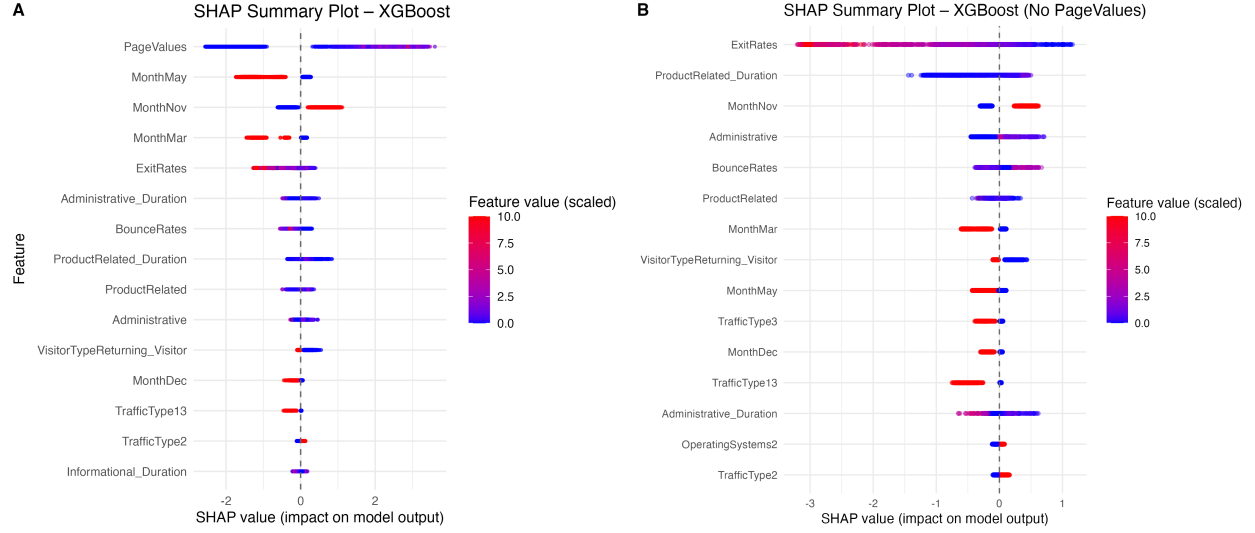 A
SHAP Summary Plot – XGBoost
Feature
PageValues
MonthMay
MonthNov
MonthMar
ExitRates
Administrative_Duration
BounceRates
ProductRelated_Duration
ProductRelated
Administrative
VisitorTypeReturning_Visitor
MonthDec
TrafficType13
TrafficType2
Informational_Duration
-2 0 2
SHAP value (impact on model output)
Feature value (scaled)
10.0
7.5
5.0
2.5
0.0
B
SHAP Summary Plot – XGBoost (No PageValues)
ExitRates
ProductRelated_Duration
MonthNov
Administrative
BounceRates
ProductRelated
MonthMar
VisitorTypeReturning_Visitor
MonthMay
TrafficType3
MonthDec
TrafficType13
Administrative_Duration
OperatingSystems2
TrafficType2
-3 -2 -1 0 1
SHAP value (impact on model output)
Feature value (scaled)
10.0
7.5
5.0
2.5
0.0